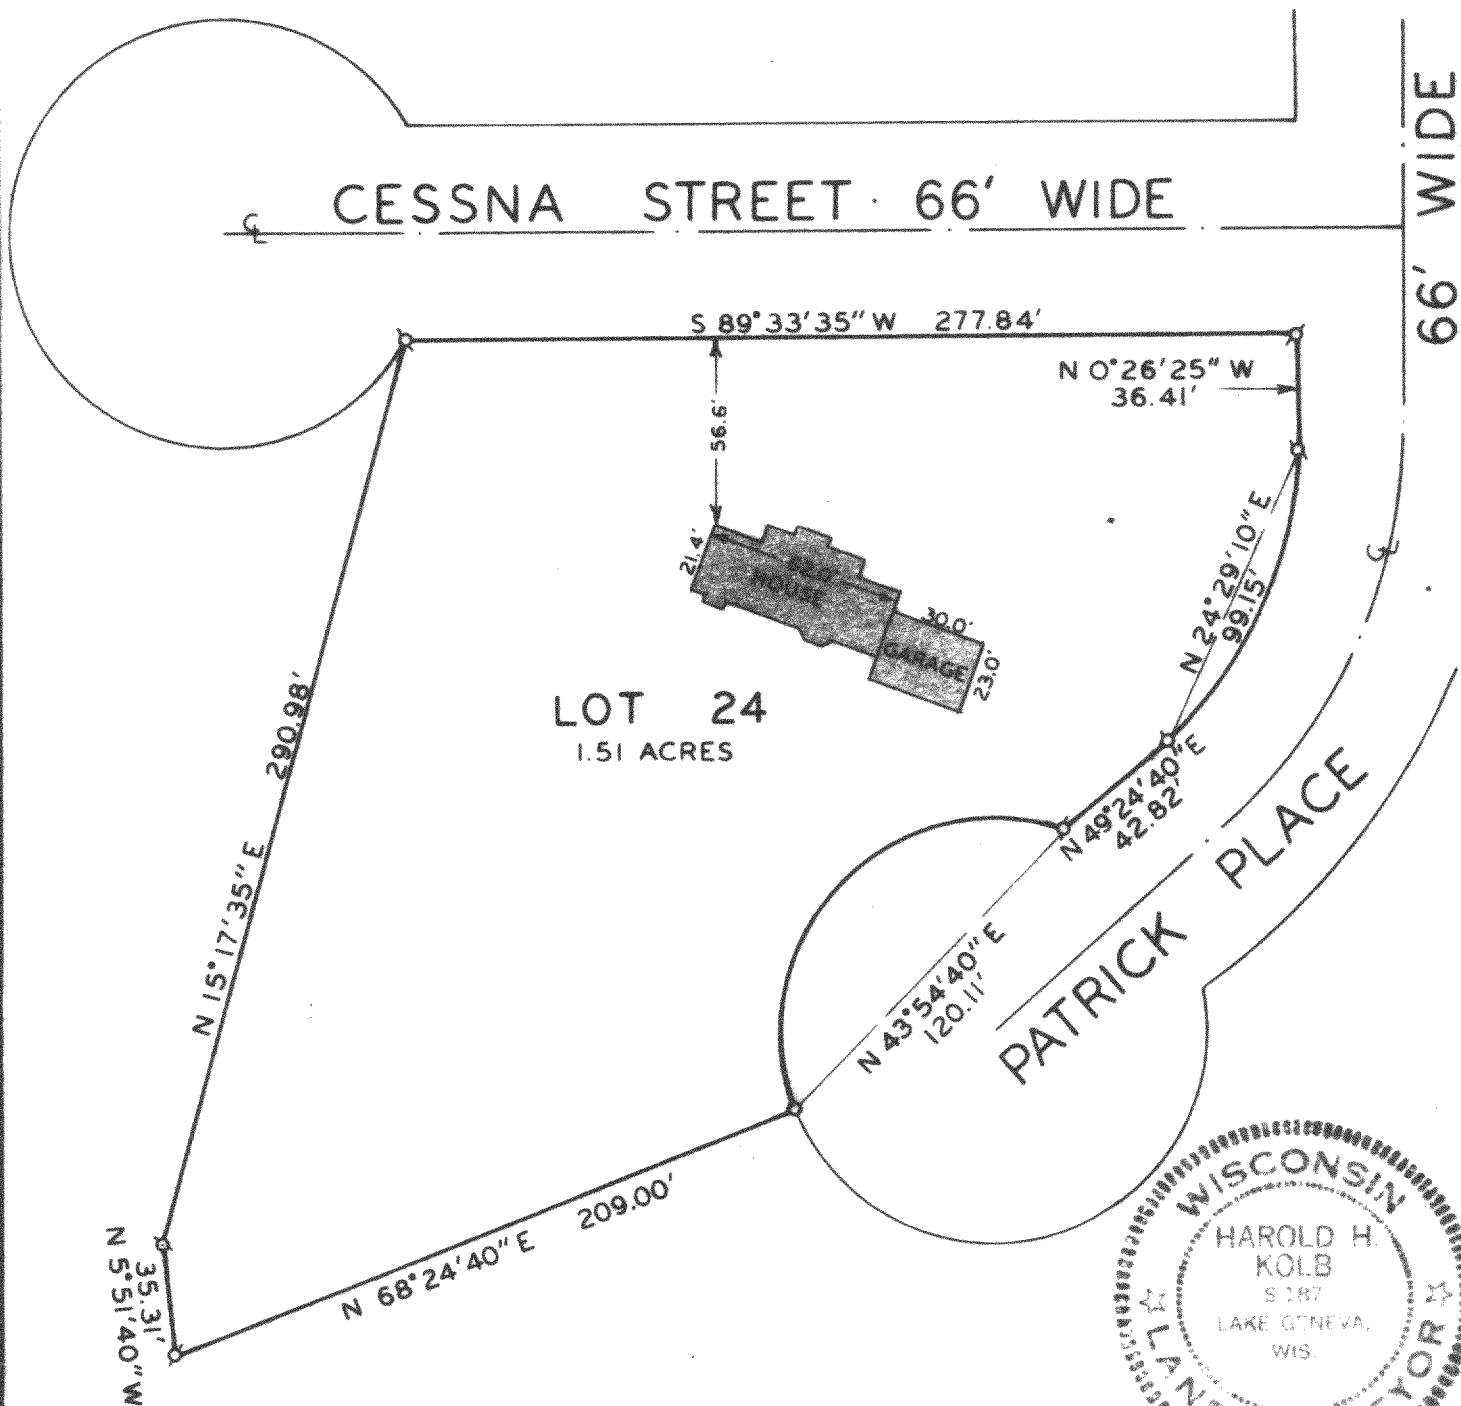 CESSNA STREET 66' WIDE
66' WIDE
S 89°33'35" W 277.84'
N 0°26'25" W
36.41'
56.6'
21.4'
62.0'
HOUSE
30.0'
GARAGE
23.0'
N 24°29'10" E
99.15'
LOT 24
1.51 ACRES
290.98'
N 15°17'35" E
N 49°24'40" E
42.82'
PATRICK PLACE
N 43°54'40" E
120.11'
209.00'
N 68°24'40" E
35.31'
N 5°51'40" W
WISCONSIN
HAROLD H.
KOLB
S 187
LAKE GENEVA,
WIS.